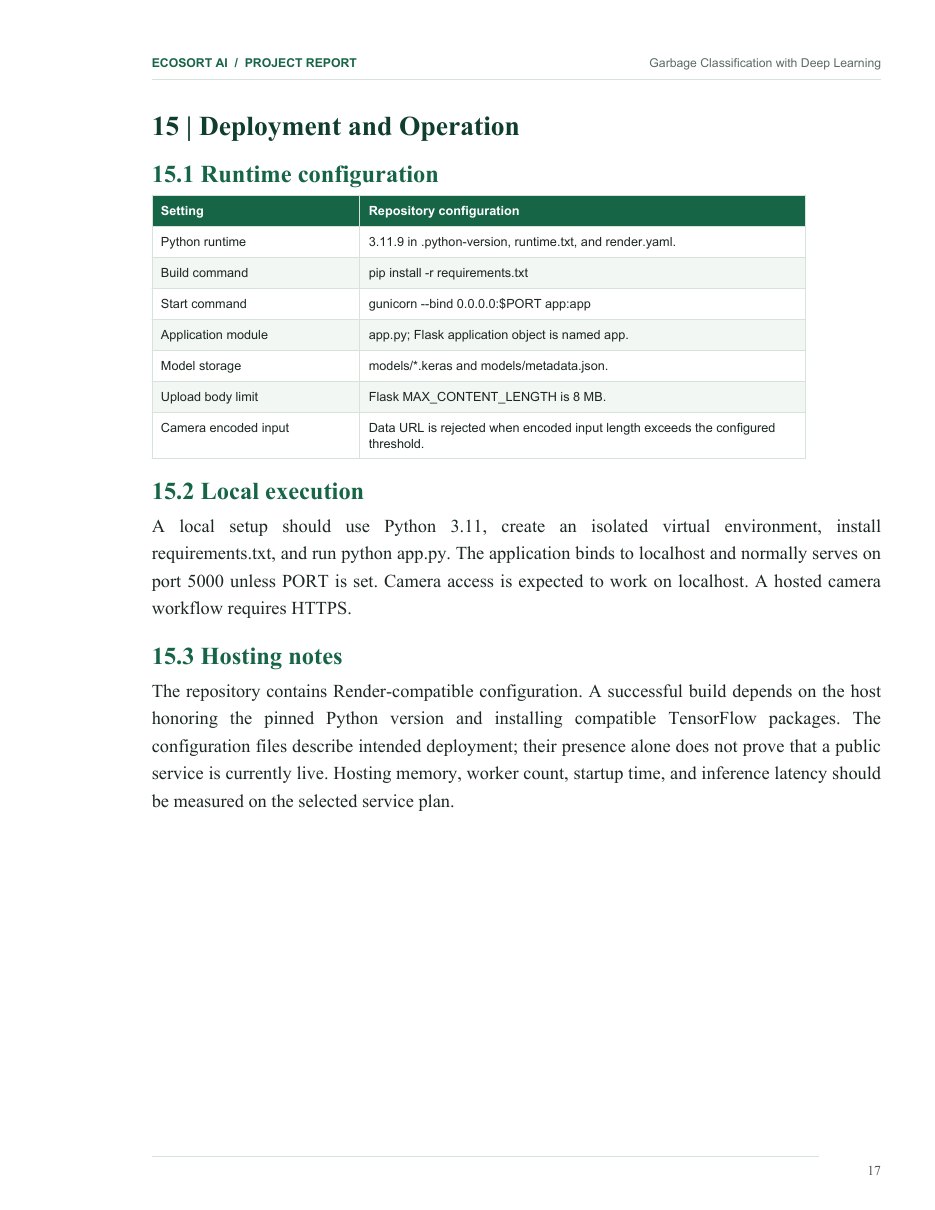 ECOSORT AI / PROJECT REPORT
Garbage Classification with Deep Learning
15 | Deployment and Operation
15.1 Runtime configuration
Setting Repository configuration
Python runtime 3.11.9 in .python-version, runtime.txt, and render.yaml.
Build command pip install -r requirements.txt
Start command gunicorn --bind 0.0.0.0:$PORT app:app
Application module app.py; Flask application object is named app.
Model storage models/*.keras and models/metadata.json.
Upload body limit Flask MAX_CONTENT_LENGTH is 8 MB.
Camera encoded input Data URL is rejected when encoded input length exceeds the configured
threshold.
15.2 Local execution
A local setup should use Python 3.11, create an isolated virtual environment, install
requirements.txt, and run python app.py. The application binds to localhost and normally serves on
port 5000 unless PORT is set. Camera access is expected to work on localhost. A hosted camera
workflow requires HTTPS.
15.3 Hosting notes
The repository contains Render-compatible configuration. A successful build depends on the host
honoring the pinned Python version and installing compatible TensorFlow packages. The
configuration files describe intended deployment; their presence alone does not prove that a public
service is currently live. Hosting memory, worker count, startup time, and inference latency should
be measured on the selected service plan.
17